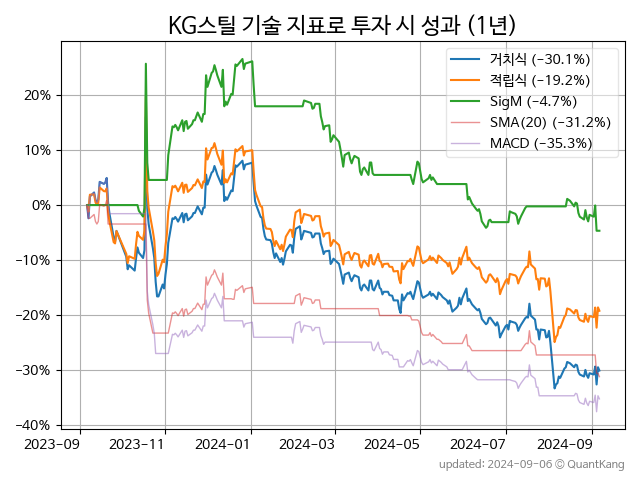 KG스틸 기술 지표로 투자 시 성과 (1년)
거치식 (−30.1%)
적립식 (−19.2%)
SigM (−4.7%)
SMA(20) (−31.2%)
MACD (−35.3%)
20%
10%
0%
−10%
−20%
−30%
−40%
2023-09 2023-11 2024-01 2024-03 2024-05 2024-07 2024-09
updated: 2024-09-06 © QuantKang